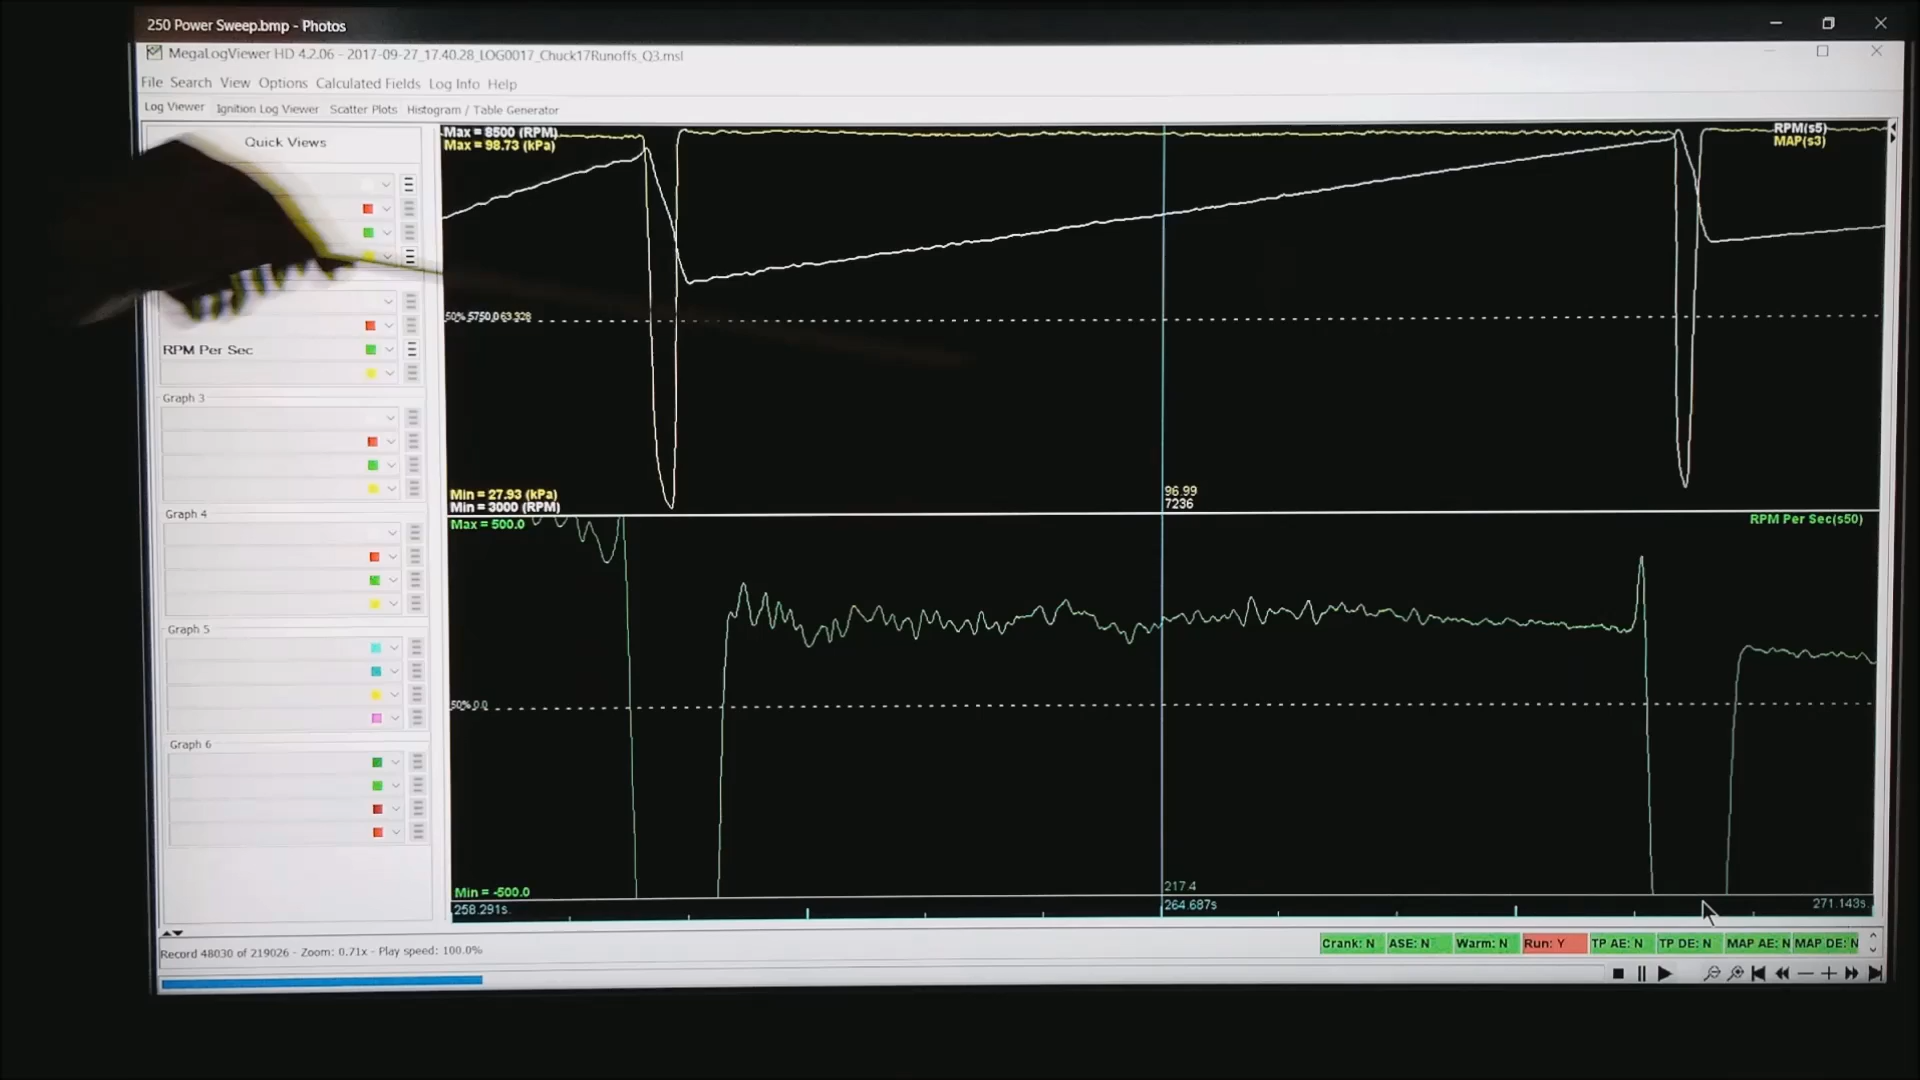 250 Power Sweep.bmp - Photos
MegaLogViewer HD 4.2.06 - 2017-09-27_17.40.28_LOG0017_Chuck17Runoffs_Q3.msl
File Search View Options Calculated Fields Log Info Help
Log Viewer Ignition Log Viewer Scatter Plots Histogram / Table Generator
Quick Views
RPM Per Sec
Graph 3
Graph 4
Graph 5
Graph 6
Max = 8500 (RPM)
Max = 98.73 (kPa)
RPM(s5)
MAP(s3)
50% 5750.0 63.328
Min = 27.93 (kPa)
Min = 3000 (RPM)
96.99
7236
Max = 500.0
RPM Per Sec(s50)
50% 0.0
Min = -500.0
217.4
258.291s.
264.687s
271.143s.
Record 48030 of 219026 - Zoom: 0.71x - Play speed: 100.0%
Crank: N ASE: N Warm: N Run: Y TP AE: N TP DE: N MAP AE: N MAP DE: N